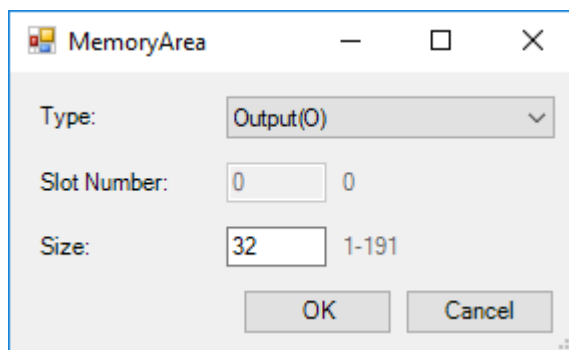 MemoryArea
Type: Output(O)
Slot Number: 0 0
Size: 32 1-191
OK Cancel